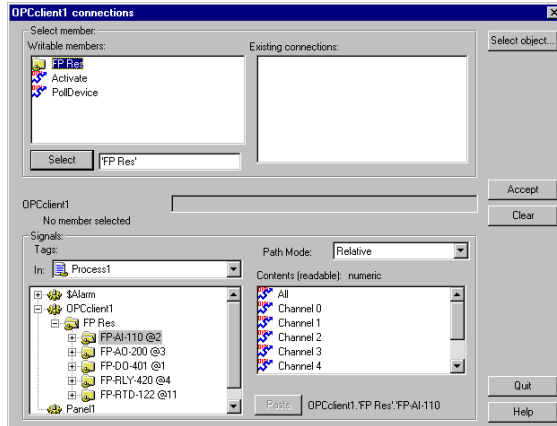 OPCclient1 connections
Select member:
Writable members:
Existing connections:
Select object...
FP Res
Activate
PollDevice
Select
'FP Res'
OPCclient1
Accept
No member selected
Clear
Signals:
Tags:
Path Mode:
Relative
In:
Process1
Contents (readable): numeric
$Alarm
OPCclient1
FP Res
FP-AI-110 @2
FP-AO-200 @3
FP-DO-401 @1
FP-RLY-420 @4
FP-RTD-122 @11
Panel1
All
Channel 0
Channel 1
Channel 2
Channel 3
Channel 4
Quit
Paste
OPCclient1.'FP Res'.'FP-AI-110
Help